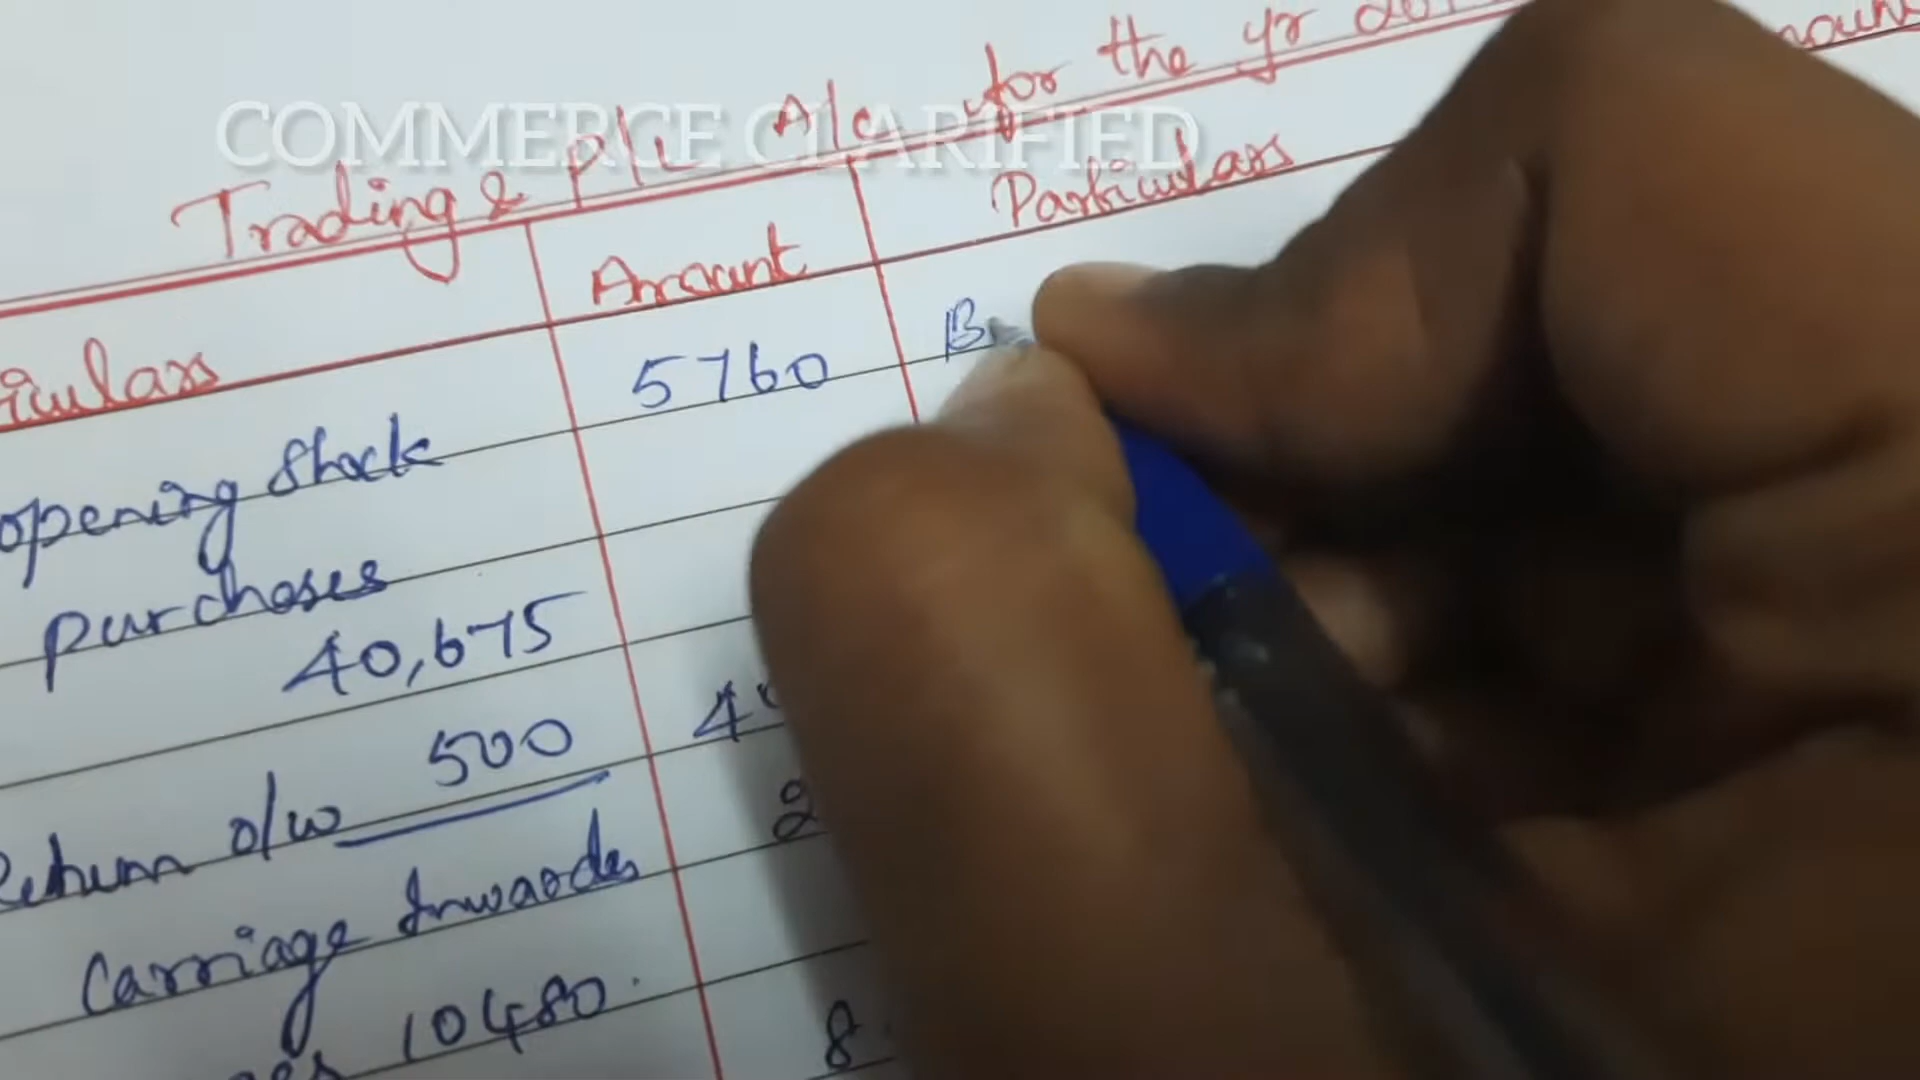 COMMERCE CLARIFIED
Trading & P/L A/c for the yr
Amount Particulars
opening Stock 5760
purchases
40,675
Return o/w 500
Carriage Inwards
10480